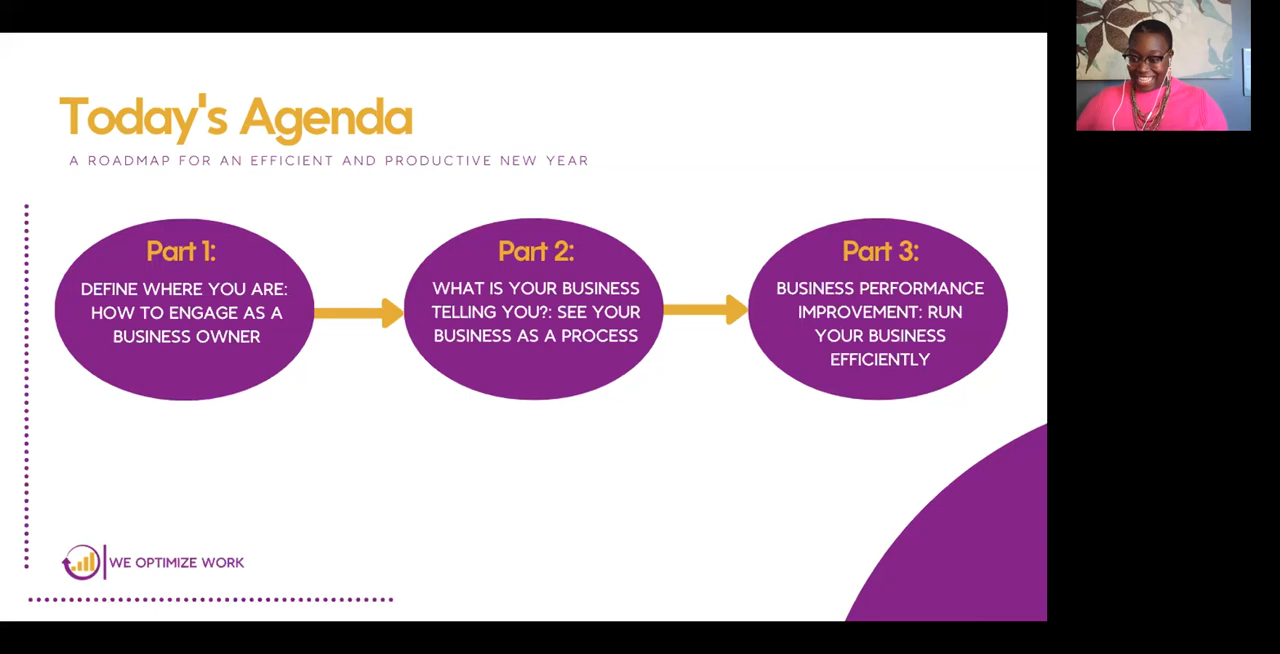 Today's Agenda
A ROADMAP FOR AN EFFICIENT AND PRODUCTIVE NEW YEAR
Part 1:
DEFINE WHERE YOU ARE:
HOW TO ENGAGE AS A
BUSINESS OWNER
Part 2:
WHAT IS YOUR BUSINESS
TELLING YOU?: SEE YOUR
BUSINESS AS A PROCESS
Part 3:
BUSINESS PERFORMANCE
IMPROVEMENT: RUN
YOUR BUSINESS
EFFICIENTLY
WE OPTIMIZE WORK